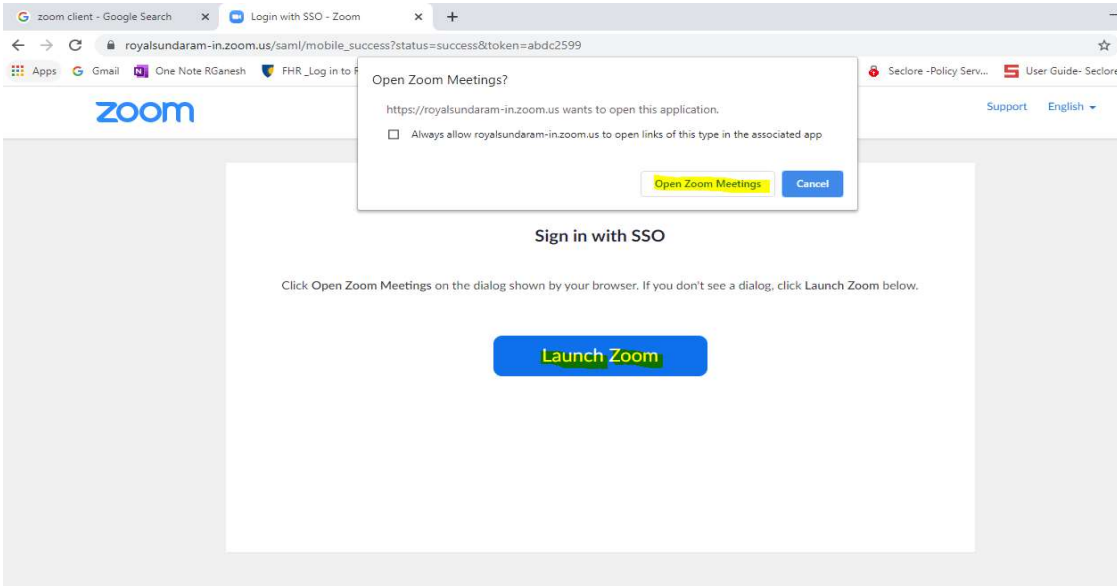 zoom client - Google Search
Login with SSO - Zoom
royalsundaram-in.zoom.us/saml/mobile_success?status=success&token=abdc2599
Apps G Gmail One Note RGanesh FHR_Log in to F Seclore -Policy Serv... User Guide- Seclore
Open Zoom Meetings?
https://royalsundaram-in.zoom.us wants to open this application.
Always allow royalsundaram-in.zoom.us to open links of this type in the associated app
Open Zoom Meetings Cancel
zoom Support English
Sign in with SSO
Click Open Zoom Meetings on the dialog shown by your browser. If you don't see a dialog, click Launch Zoom below.
Launch Zoom